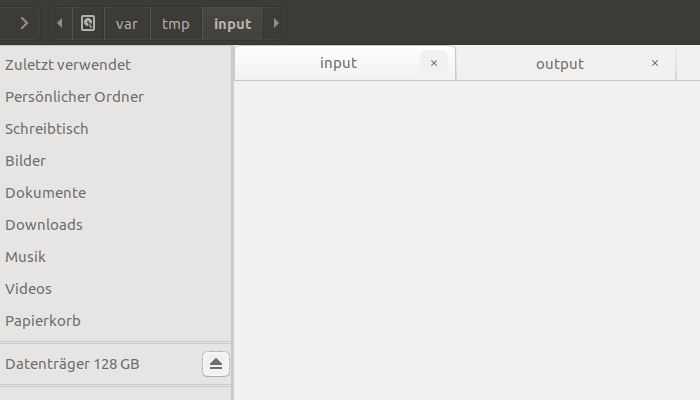 var tmp input
input × output ×
Zuletzt verwendet
Persönlicher Ordner
Schreibtisch
Bilder
Dokumente
Downloads
Musik
Videos
Papierkorb
Datenträger 128 GB